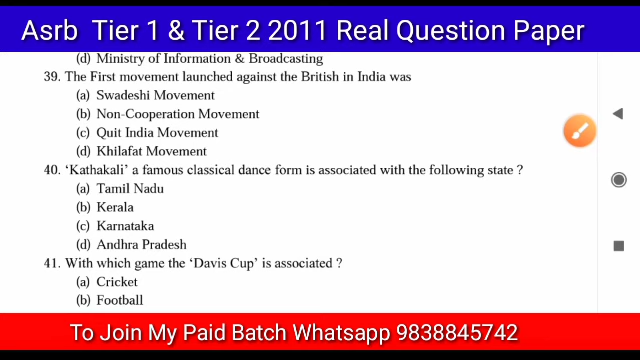 Asrb Tier 1 & Tier 2 2011 Real Question Paper
(d) Ministry of Information & Broadcasting
39. The First movement launched against the British in India was
(a) Swadeshi Movement
(b) Non-Cooperation Movement
(c) Quit India Movement
(d) Khilafat Movement
40. ‘Kathakali’ a famous classical dance form is associated with the following state ?
(a) Tamil Nadu
(b) Kerala
(c) Karnataka
(d) Andhra Pradesh
41. With which game the ‘Davis Cup’ is associated ?
(a) Cricket
(b) Football
To Join My Paid Batch Whatsapp 9838845742